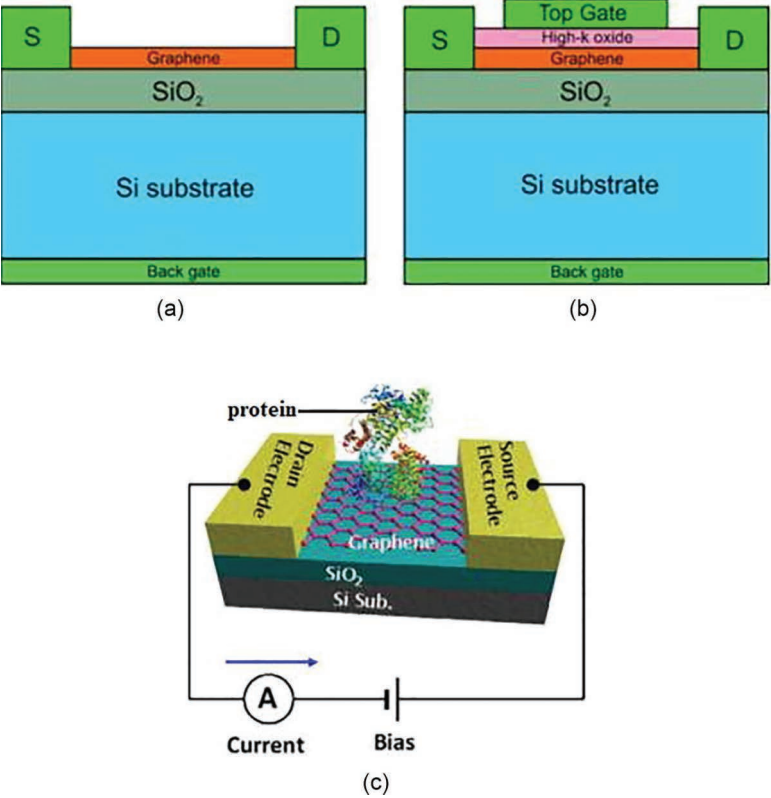 S
D
Graphene
SiO₂
Si substrate
Back gate
(a)
Top Gate
S
High-k oxide
D
Graphene
SiO₂
Si substrate
Back gate
(b)
protein
Drain
Electrode
Source
Electrode
Graphene
SiO₂
Si Sub.
A
Current
Bias
(c)